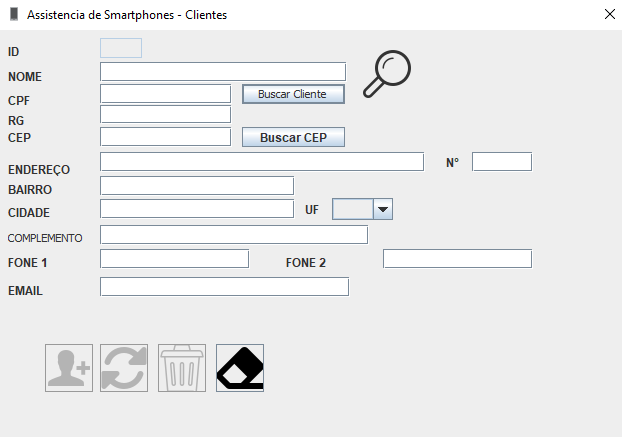 Assistencia de Smartphones - Clientes
ID
NOME
CPF Buscar Cliente
RG
CEP Buscar CEP
ENDEREÇO N°
BAIRRO
CIDADE UF
COMPLEMENTO
FONE 1 FONE 2
EMAIL